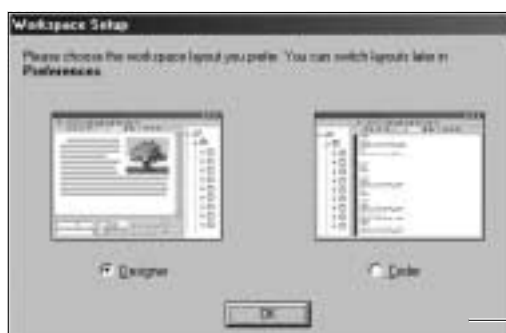 Workspace Setup
Please choose the workspace layout you prefer. You can switch layouts later in
Preferences.
Designer
Coder
OK